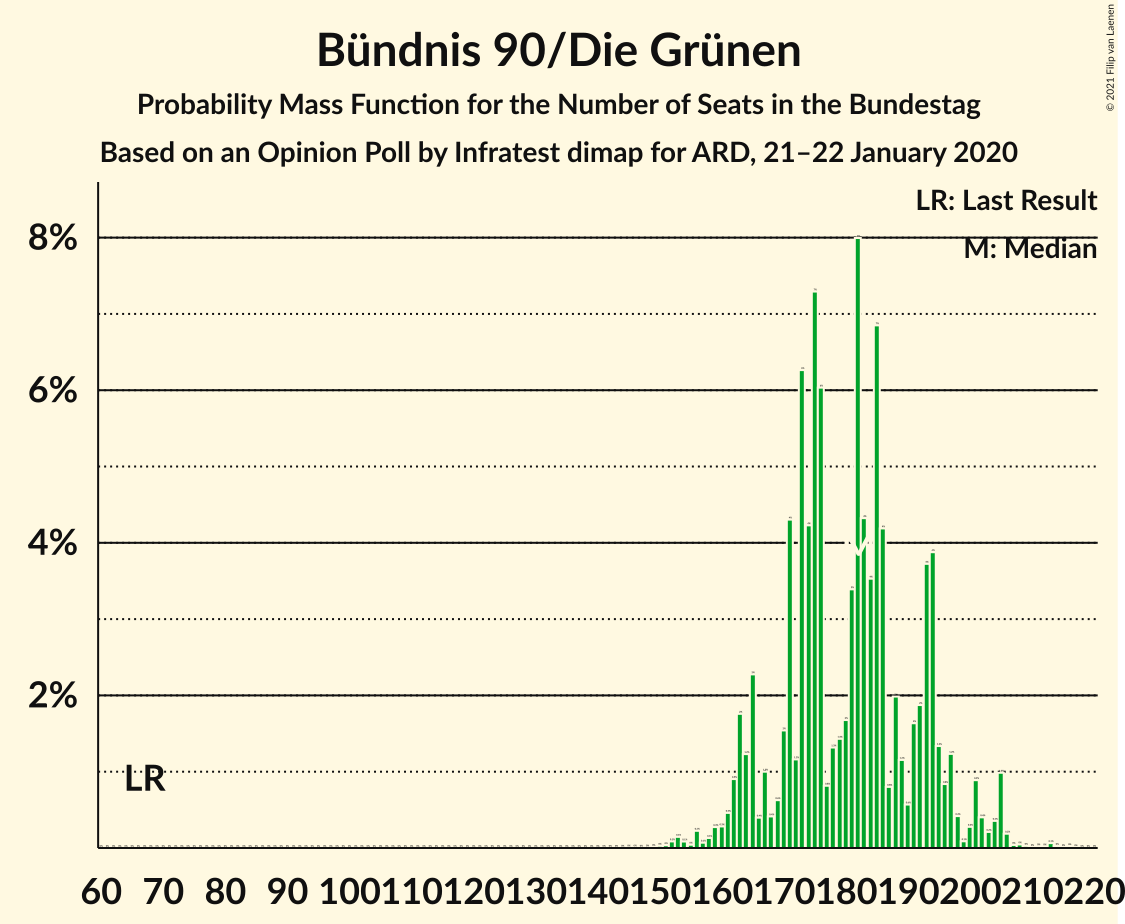 Bündnis 90/Die Grünen
Probability Mass Function for the Number of Seats in the Bundestag
Based on an Opinion Poll by Infratest dimap for ARD, 21–22 January 2020
© 2021 Filip van Laenen
LR: Last Result
M: Median
8%
6%
4%
2%
LR
M
60 70 80 90 100 110 120 130 140 150 160 170 180 190 200 210 220